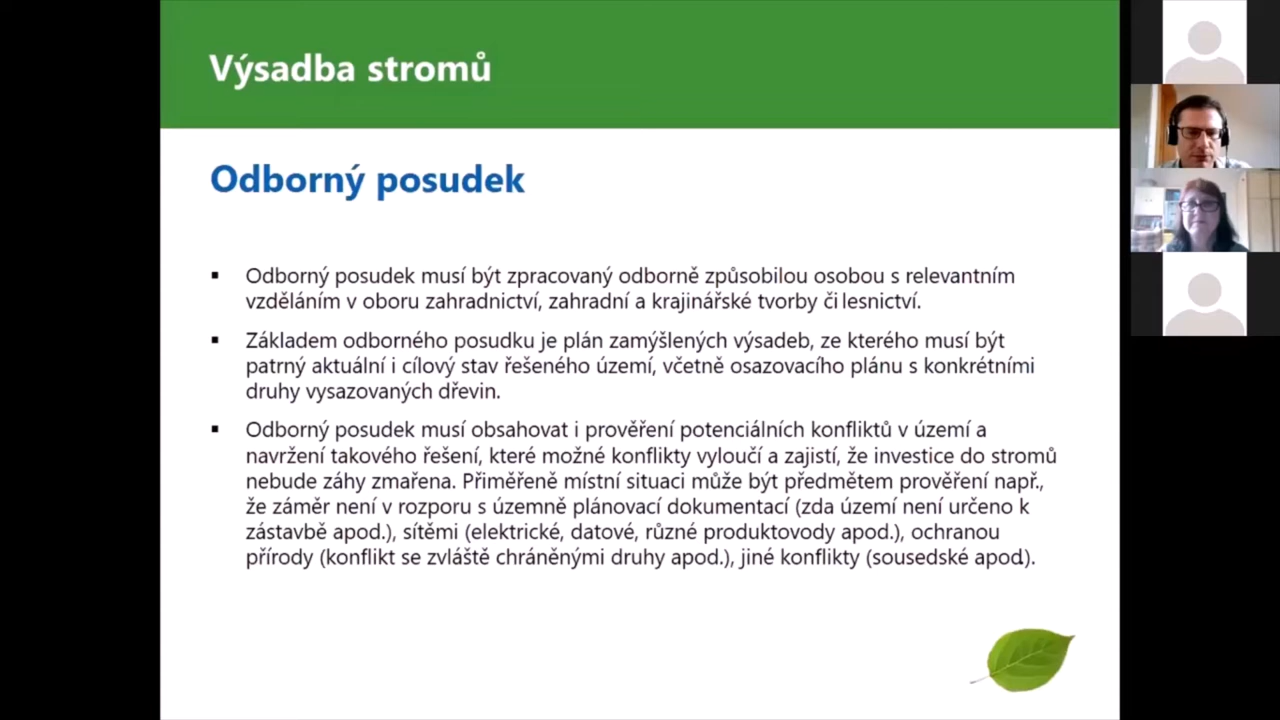 Výsadba stromů
Odborný posudek
▪ Odborný posudek musí být zpracovaný odborně způsobilou osobou s relevantním
vzděláním v oboru zahradnictví, zahradní a krajinářské tvorby či lesnictví.
▪ Základem odborného posudku je plán zamýšlených výsadeb, ze kterého musí být
patrný aktuální i cílový stav řešeného území, včetně osazovacího plánu s konkrétními
druhy vysazovaných dřevin.
▪ Odborný posudek musí obsahovat i prověření potenciálních konfliktů v území a
navržení takového řešení, které možné konflikty vyloučí a zajistí, že investice do stromů
nebude záhy zmařena. Přiměřeně místní situaci může být předmětem prověření např.,
že záměr není v rozporu s územně plánovací dokumentací (zda území není určeno k
zástavbě apod.), sítěmi (elektrické, datové, různé produktovody apod.), ochranou
přírody (konflikt se zvláště chráněnými druhy apod.), jiné konflikty (sousedské apod.).